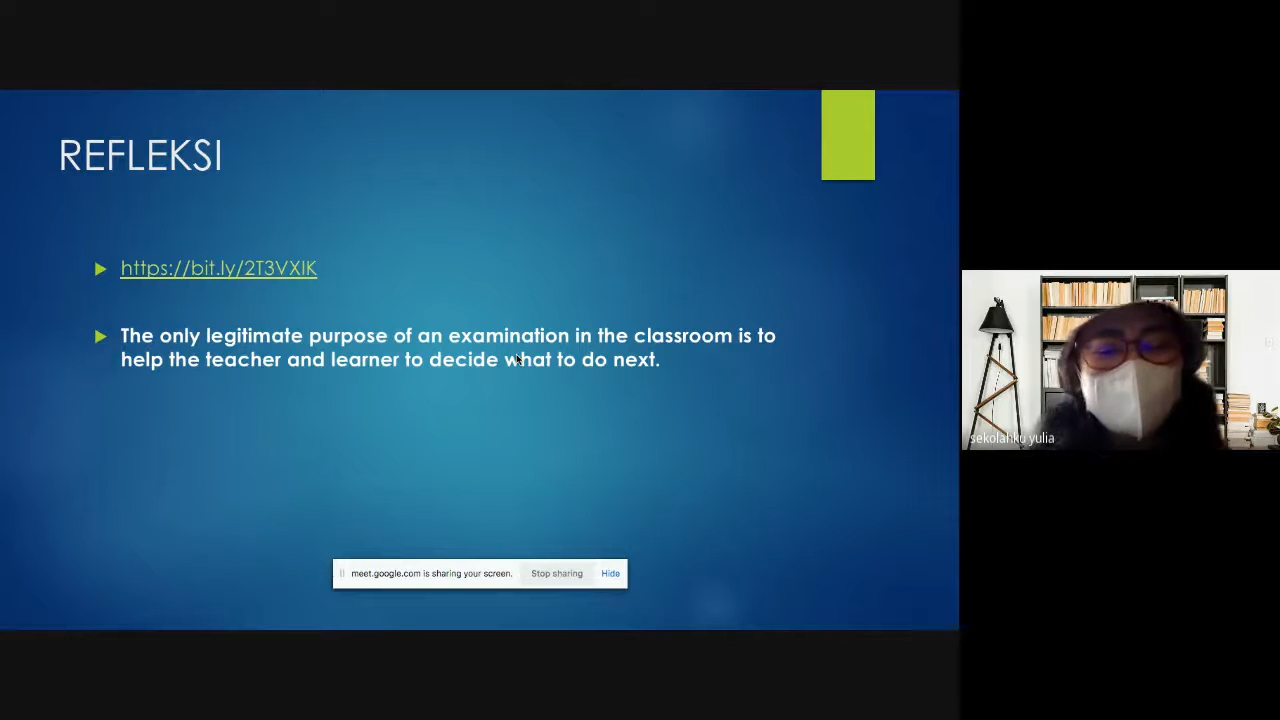 REFLEKSI
https://bit.ly/2T3VXIK
The only legitimate purpose of an examination in the classroom is to
help the teacher and learner to decide what to do next.
meet.google.com is sharing your screen. Stop sharing Hide
sekolahku yulia